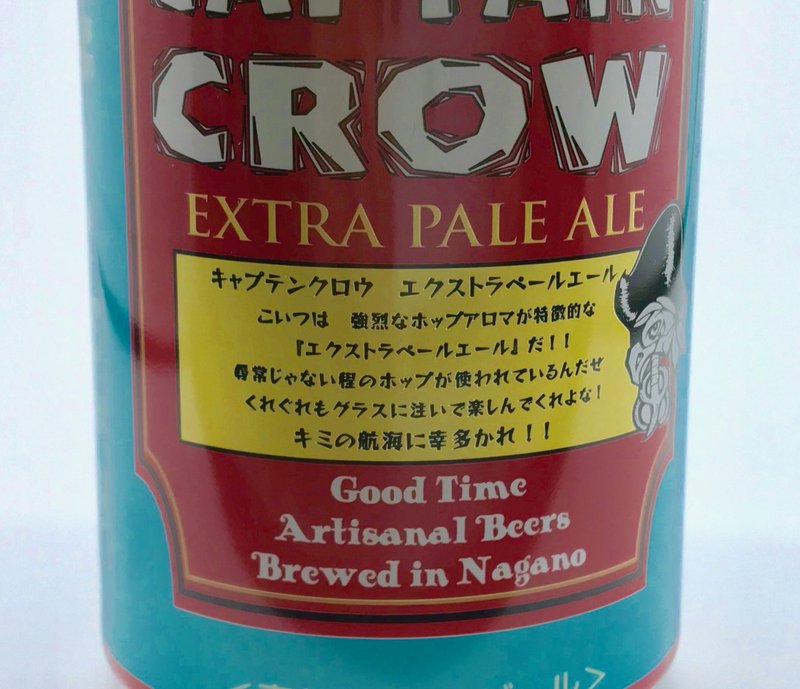 CAPTAIN
CROW
EXTRA PALE ALE
キャプテンクロウ エクストラペールエール
こいつは 強烈なホップアロマが特徴的な
『エクストラペールエール』だ!!
尋常じゃない程のホップが使われているんだぜ
くれぐれもグラスに注いで楽しんでくれよな!
キミの航海に幸多かれ!!
Good Time
Artisanal Beers
Brewed in Nagano